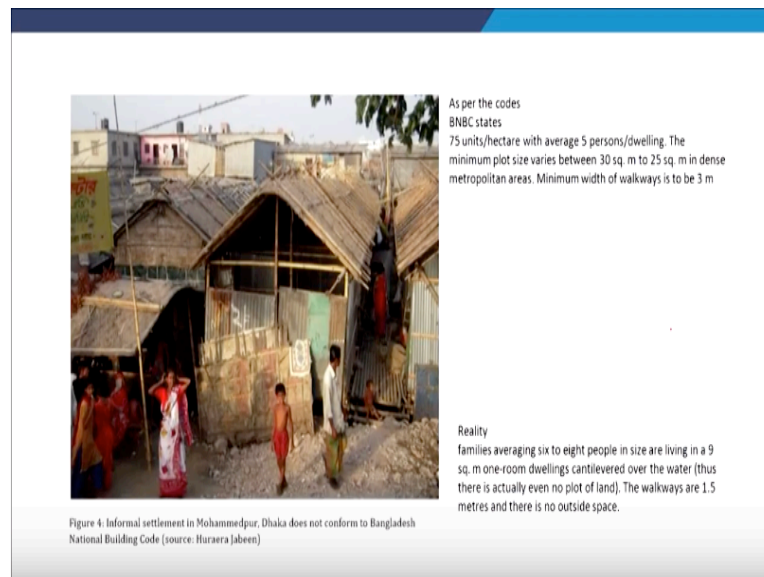 As per the codes
BNBC states
75 units/hectare with average 5 persons/dwelling. The
minimum plot size varies between 30 sq. m to 25 sq. m in dense
metropolitan areas. Minimum width of walkways is to be 3 m
Reality
families averaging six to eight people in size are living in a 9
sq. m one-room dwellings cantilevered over the water (thus
there is actually even no plot of land). The walkways are 1.5
metres and there is no outside space.
Figure 4: Informal settlement in Mohammedpur, Dhaka does not conform to Bangladesh
National Building Code (source: Huraera Jabeen)